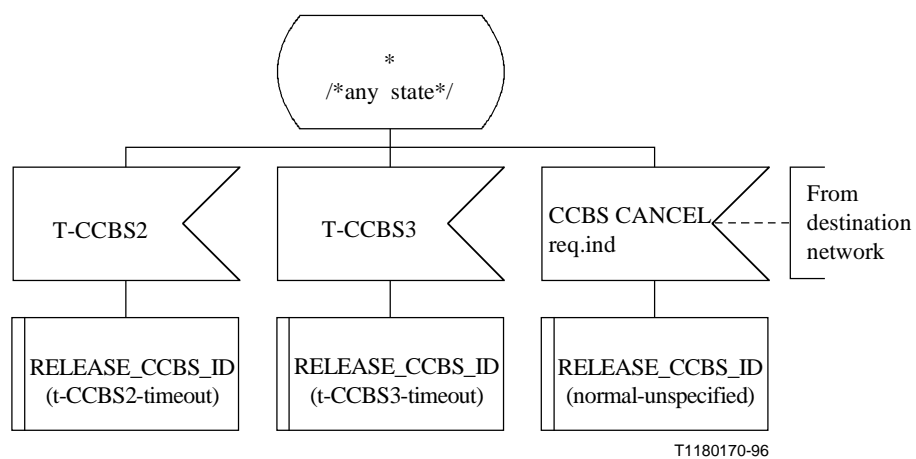 *
/*any state*/
T-CCBS2
T-CCBS3
CCBS CANCEL
req.ind
From
destination
network
RELEASE_CCBS_ID
(t-CCBS2-timeout)
RELEASE_CCBS_ID
(t-CCBS3-timeout)
RELEASE_CCBS_ID
(normal-unspecified)
T1180170-96